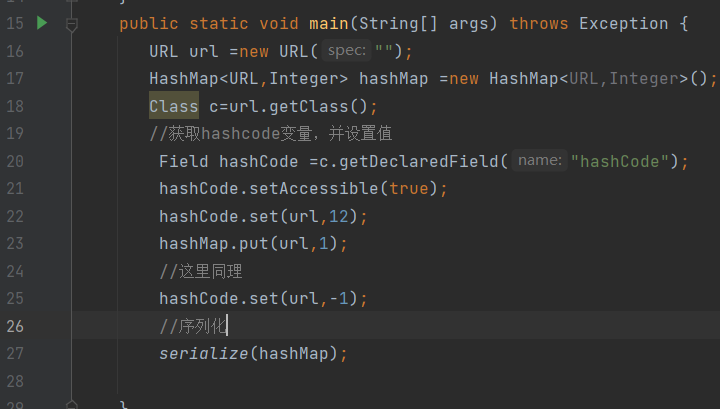 15 public static void main(String[] args) throws Exception {
16 URL url =new URL( spec: "");
17 HashMap<URL,Integer> hashMap =new HashMap<URL,Integer>();
18 Class c=url.getClass();
19 //获取hashcode变量，并设置值
20 Field hashCode =c.getDeclaredField( name: "hashCode");
21 hashCode.setAccessible(true);
22 hashCode.set(url,12);
23 hashMap.put(url,1);
24 //这里同理
25 hashCode.set(url,-1);
26 //序列化
27 serialize(hashMap);
28